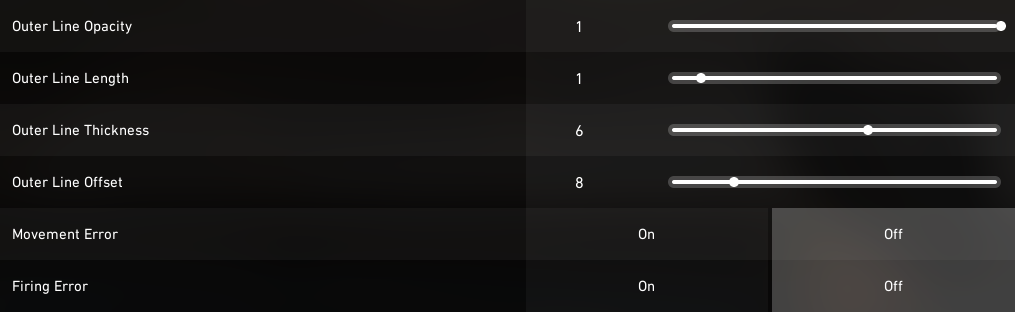 Outer Line Opacity 1
Outer Line Length 1
Outer Line Thickness 6
Outer Line Offset 8
Movement Error On Off
Firing Error On Off